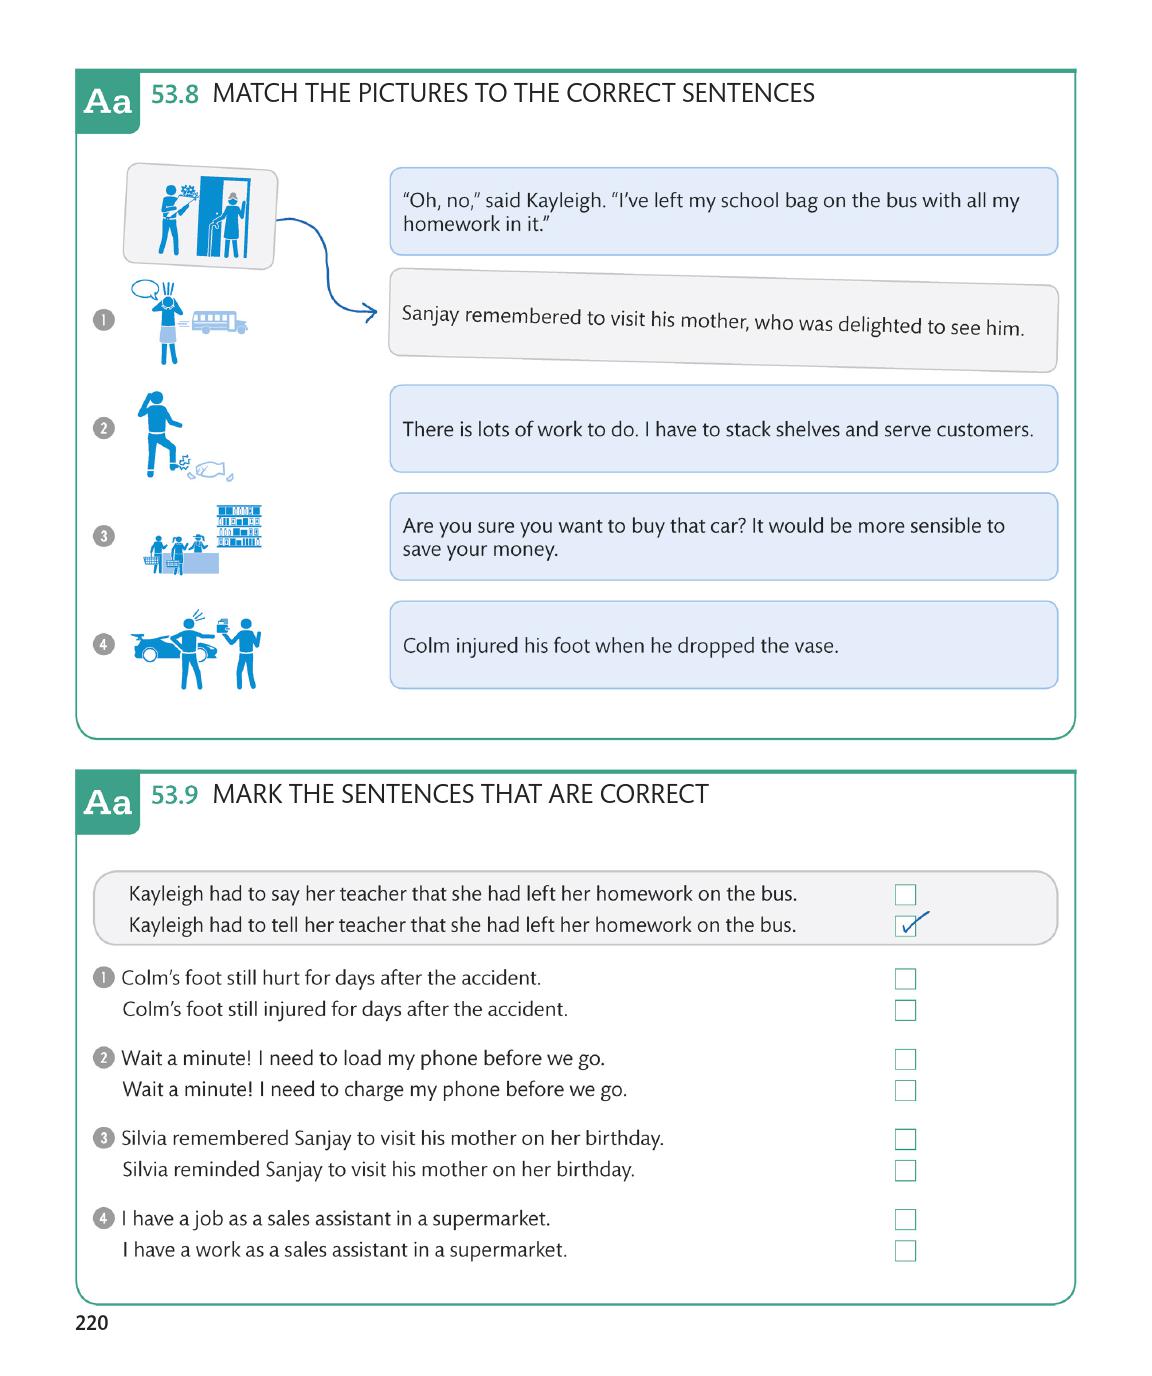 Aa 53.8 MATCH THE PICTURES TO THE CORRECT SENTENCES
“Oh, no,” said Kayleigh. “I’ve left my school bag on the bus with all my
homework in it.”
1
Sanjay remembered to visit his mother, who was delighted to see him.
2
There is lots of work to do. I have to stack shelves and serve customers.
3
Are you sure you want to buy that car? It would be more sensible to
save your money.
4
Colm injured his foot when he dropped the vase.
Aa 53.9 MARK THE SENTENCES THAT ARE CORRECT
Kayleigh had to say her teacher that she had left her homework on the bus.
Kayleigh had to tell her teacher that she had left her homework on the bus.
1 Colm’s foot still hurt for days after the accident.
Colm’s foot still injured for days after the accident.
2 Wait a minute! I need to load my phone before we go.
Wait a minute! I need to charge my phone before we go.
3 Silvia remembered Sanjay to visit his mother on her birthday.
Silvia reminded Sanjay to visit his mother on her birthday.
4 I have a job as a sales assistant in a supermarket.
I have a work as a sales assistant in a supermarket.
220